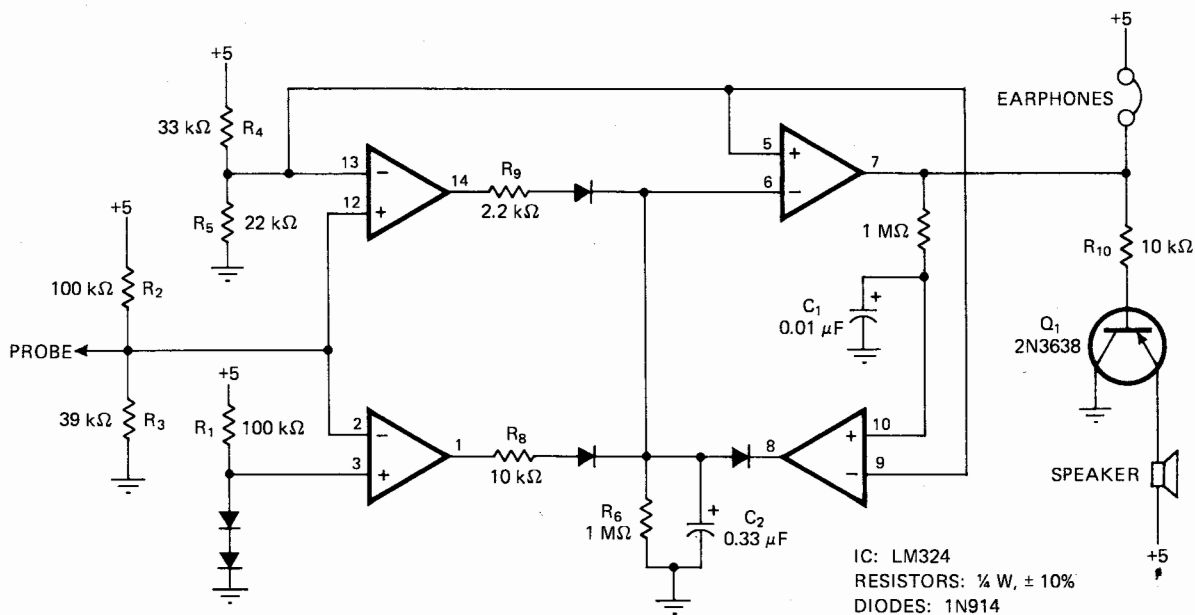 +5
EARPHONES
+5
33 kΩ R4
13 −
12 +
14
R9
2.2 kΩ
5 +
6 −
7
R5 22 kΩ
1 MΩ
R10 10 kΩ
+5
100 kΩ R2
C1 +
0.01 μF
Q1
2N3638
PROBE
+5
39 kΩ R3
R1 100 kΩ
2 −
3 +
1
R8
10 kΩ
8
+ 10
− 9
SPEAKER
R6
1 MΩ
C2 +
0.33 μF
+5
IC: LM324
RESISTORS: ¼ W, ± 10%
DIODES: 1N914